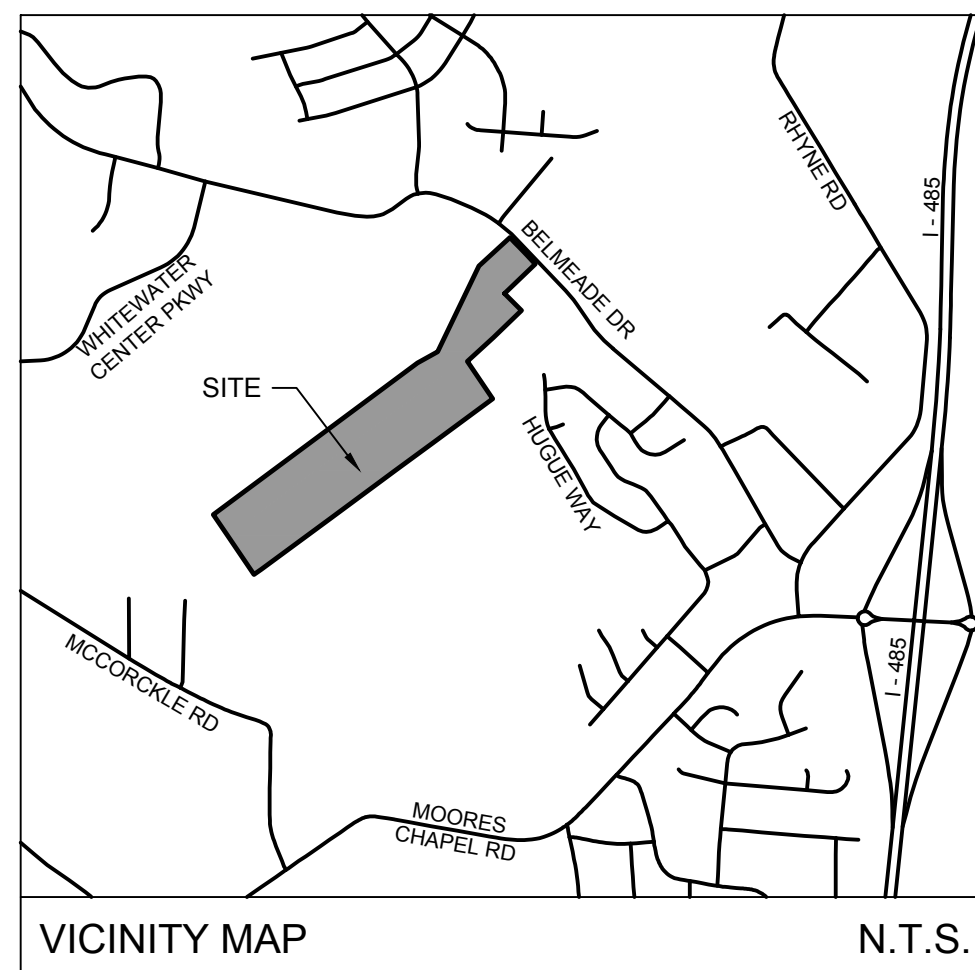 RHYNE RD
I - 485
BELMEADE DR
WHITEWATER
CENTER PKWY
SITE
HUGUE WAY
MCCORCKLE RD
I - 485
MOORES
CHAPEL RD
VICINITY MAP
N.T.S.